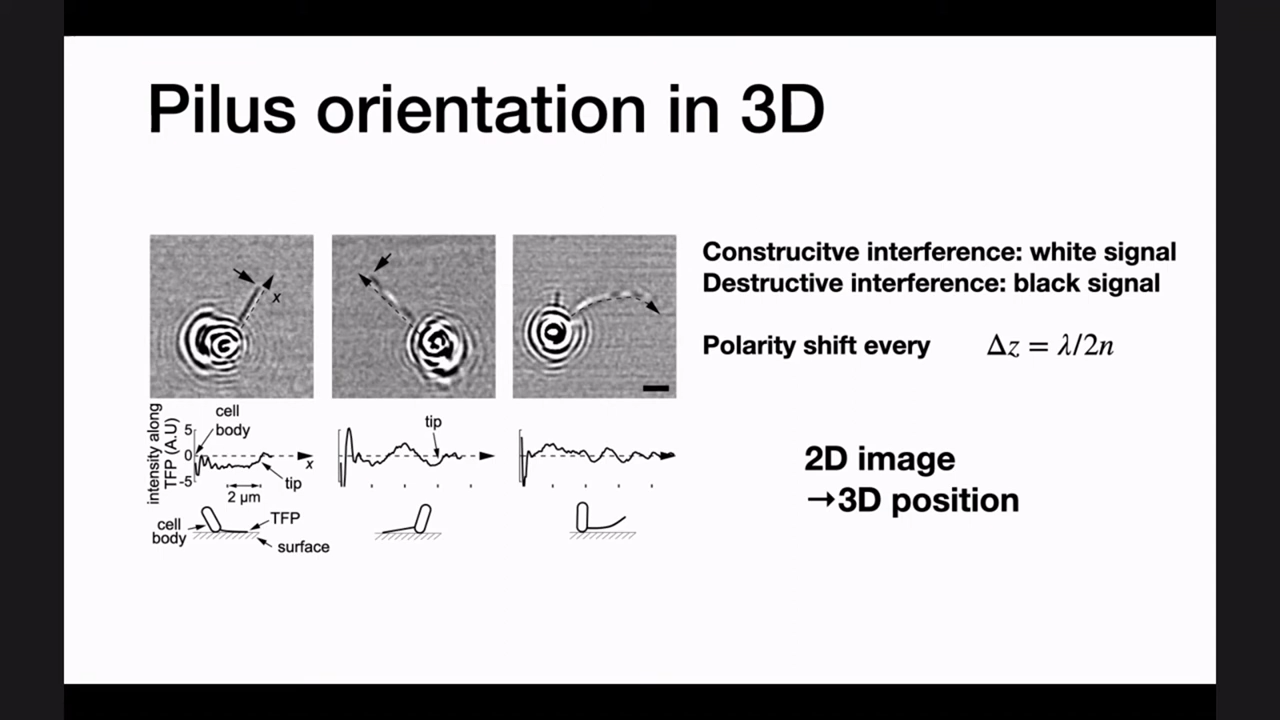 Pilus orientation in 3D
x
Construcitve interference: white signal
Destructive interference: black signal
Polarity shift every Δz = λ/2n
intensity along
TFP (A.U)
5
0
-5
cell
body
x
tip
2 μm
tip
cell
body
TFP
surface
2D image
→3D position